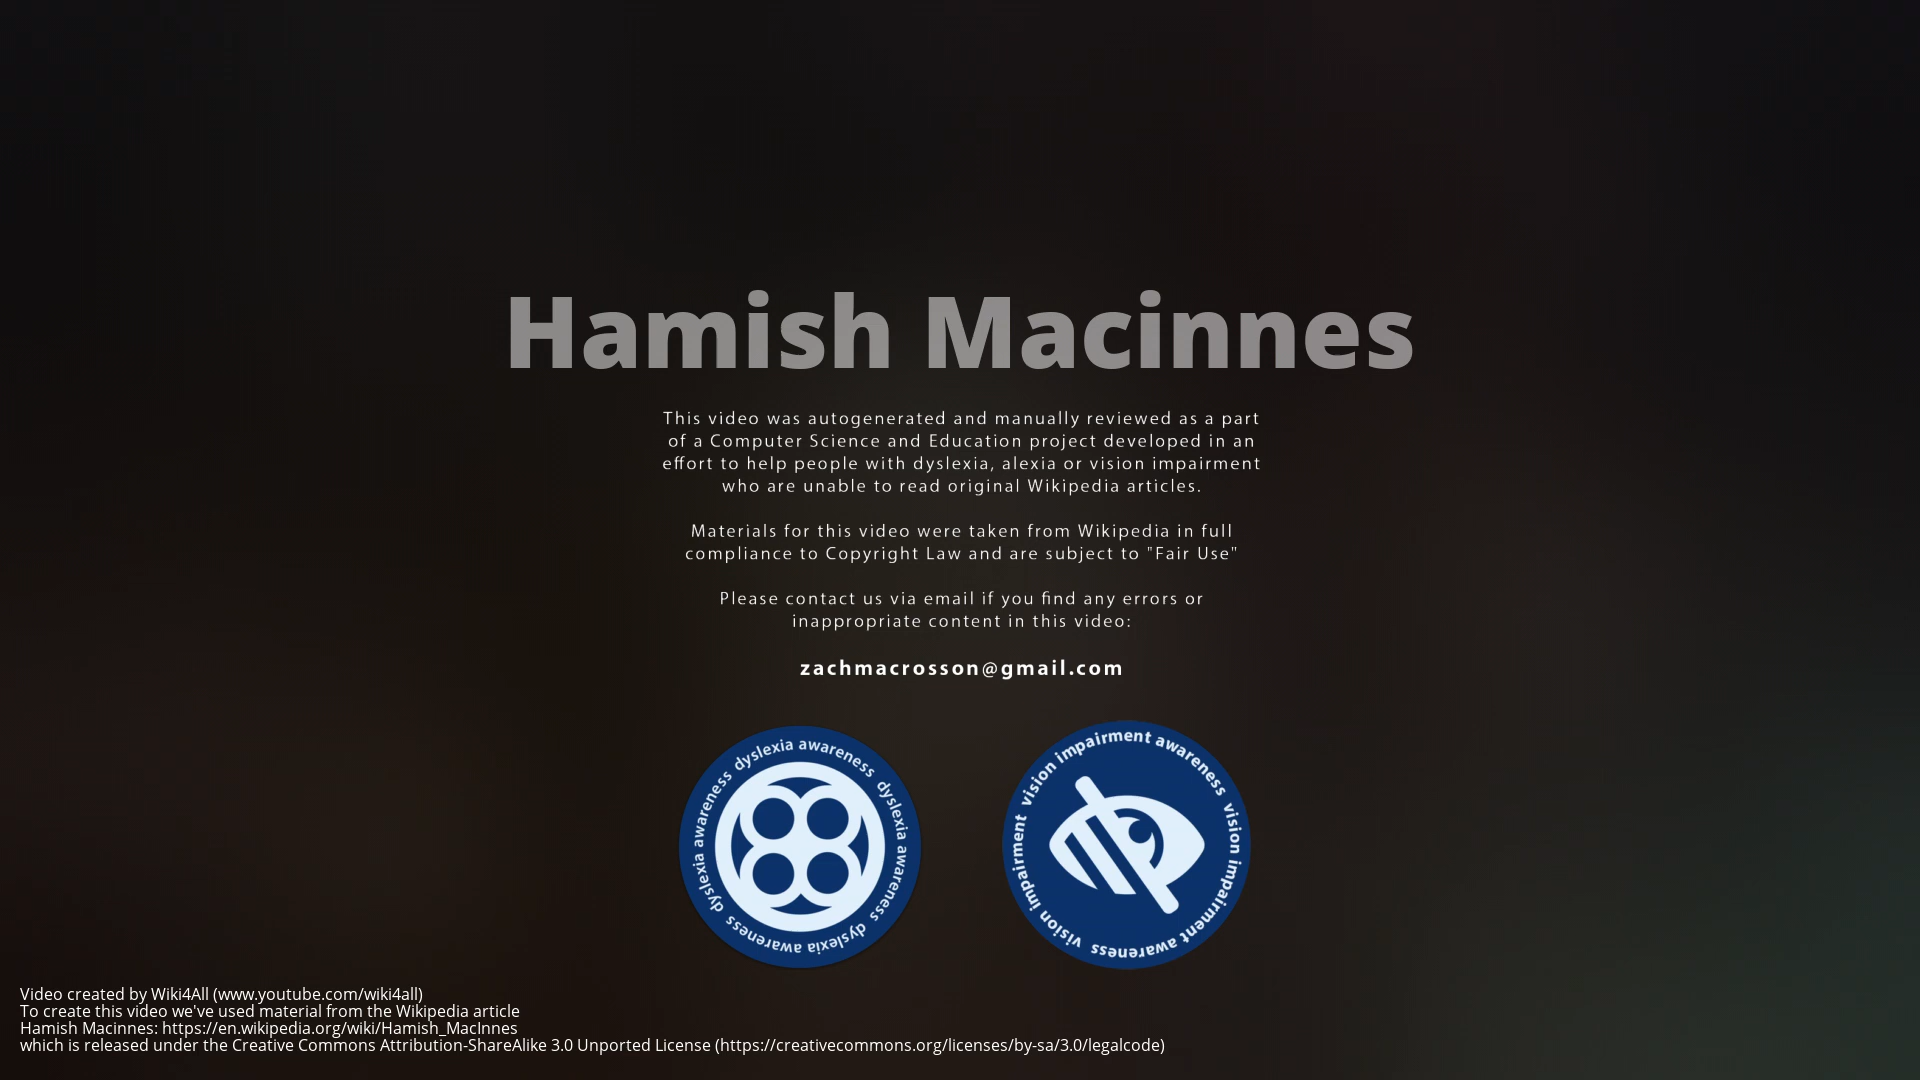 Hamish Macinnes
This video was autogenerated and manually reviewed as a part
of a Computer Science and Education project developed in an
effort to help people with dyslexia, alexia or vision impairment
who are unable to read original Wikipedia articles.
Materials for this video were taken from Wikipedia in full
compliance to Copyright Law and are subject to "Fair Use"
Please contact us via email if you find any errors or
inappropriate content in this video:
zachmacrosson@gmail.com
dyslexia awareness dyslexia awareness dyslexia awareness dyslexia awareness
vision impairment awareness vision impairment awareness vision impairment
Video created by Wiki4All (www.youtube.com/wiki4all)
To create this video we've used material from the Wikipedia article
Hamish Macinnes: https://en.wikipedia.org/wiki/Hamish_MacInnes
which is released under the Creative Commons Attribution-ShareAlike 3.0 Unported License (https://creativecommons.org/licenses/by-sa/3.0/legalcode)